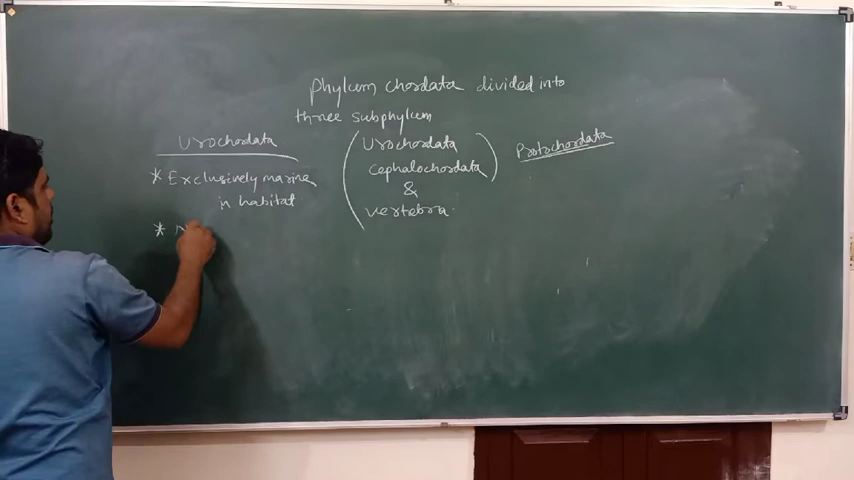 Phylum chordata divided into
three subphylum
Urochordata
* Exclusively marine
in habitat
* N
Urochordata
cephalochordata
&
vertebra
Protochordata